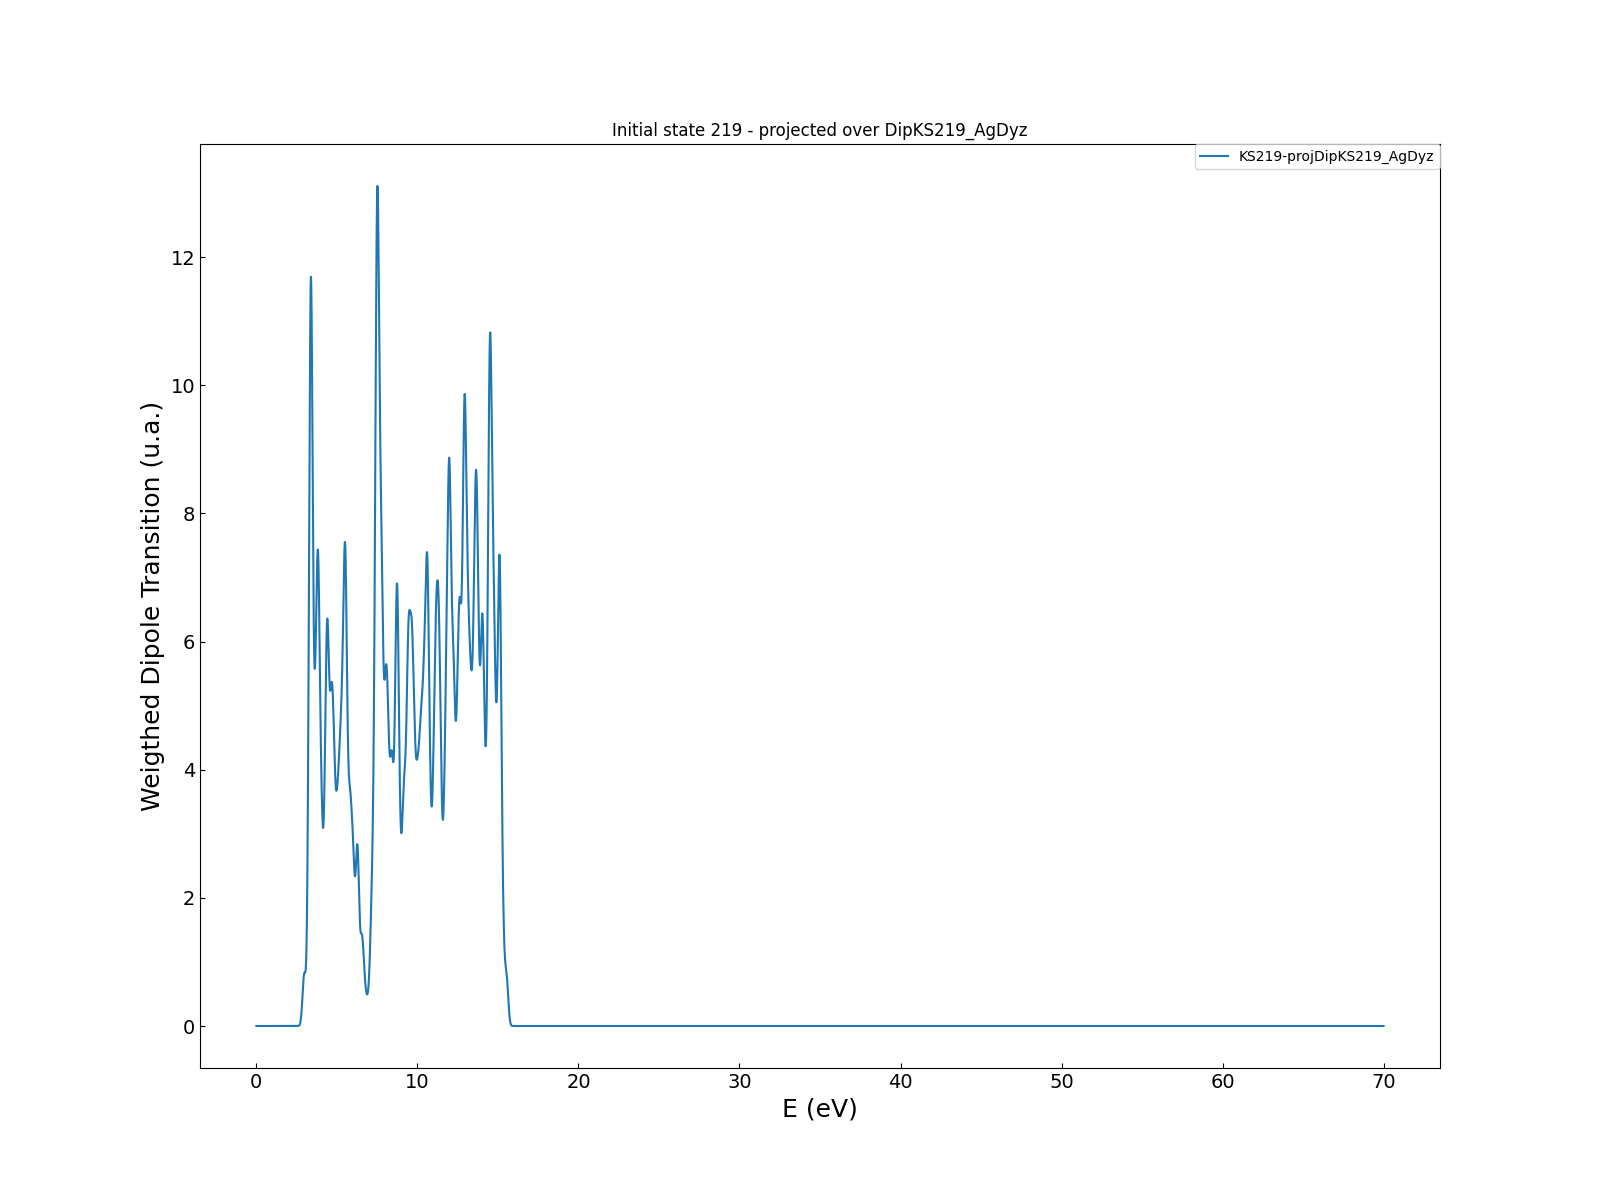 Initial state 219 - projected over DipKS219_AgDyz
KS219-projDipKS219_AgDyz
Weigthed Dipole Transition (u.a.)
12
10
8
6
4
2
0
0 10 20 30 40 50 60 70
E (eV)